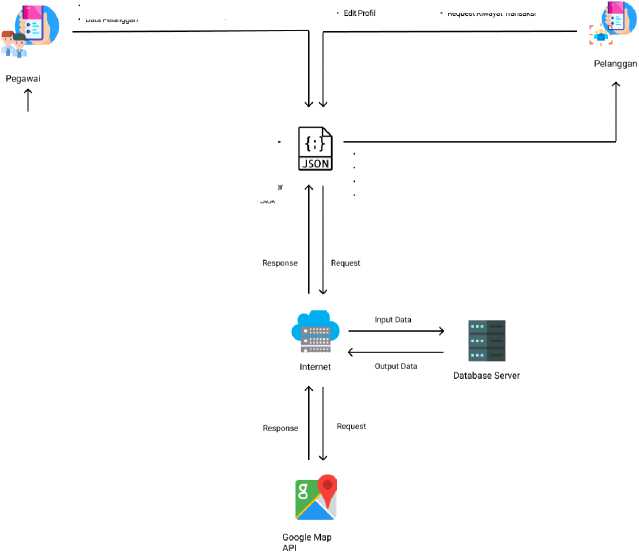 Data Pelanggan
Edit Profil
Request Riwayat Transaksi
Pegawai
Pelanggan
{;}
JSON
Response
Request
Input Data
Output Data
Internet
Database Server
Response
Request
g
Google Map
API